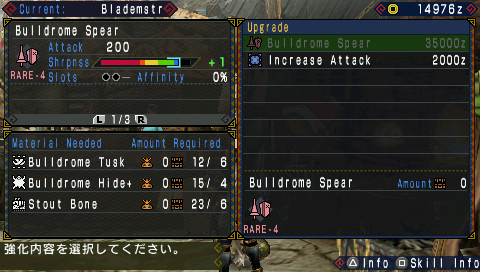 Current: Blademstr
14976z
Bulldrome Spear
Attack 200
Shrpnss +1
RARE-4 Slots ○○— Affinity 0%
L 1/3 R
Upgrade
Bulldrome Spear 35000z
Increase Attack 2000z
Material Needed Amount Required
Bulldrome Tusk 0 12/ 6
Bulldrome Hide+ 0 15/ 4
Stout Bone 0 23/ 6
Bulldrome Spear Amount 0
RARE-4
強化内容を選択してください。
△ Info □ Skill Info